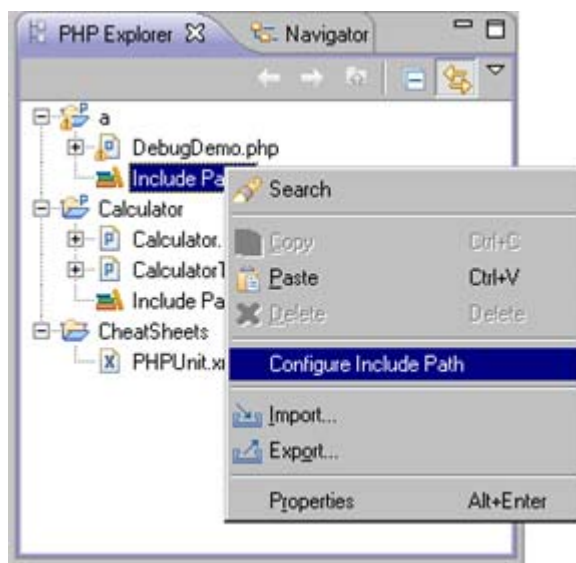 PHP Explorer
Navigator
a
DebugDemo.php
Include Pa
Search
Calculator
Calculator.
Copy Ctrl+C
CalculatorT
Paste Ctrl+V
Include Pa
Delete Delete
CheatSheets
PHPUnit.x
Configure Include Path
Import...
Export...
Properties Alt+Enter